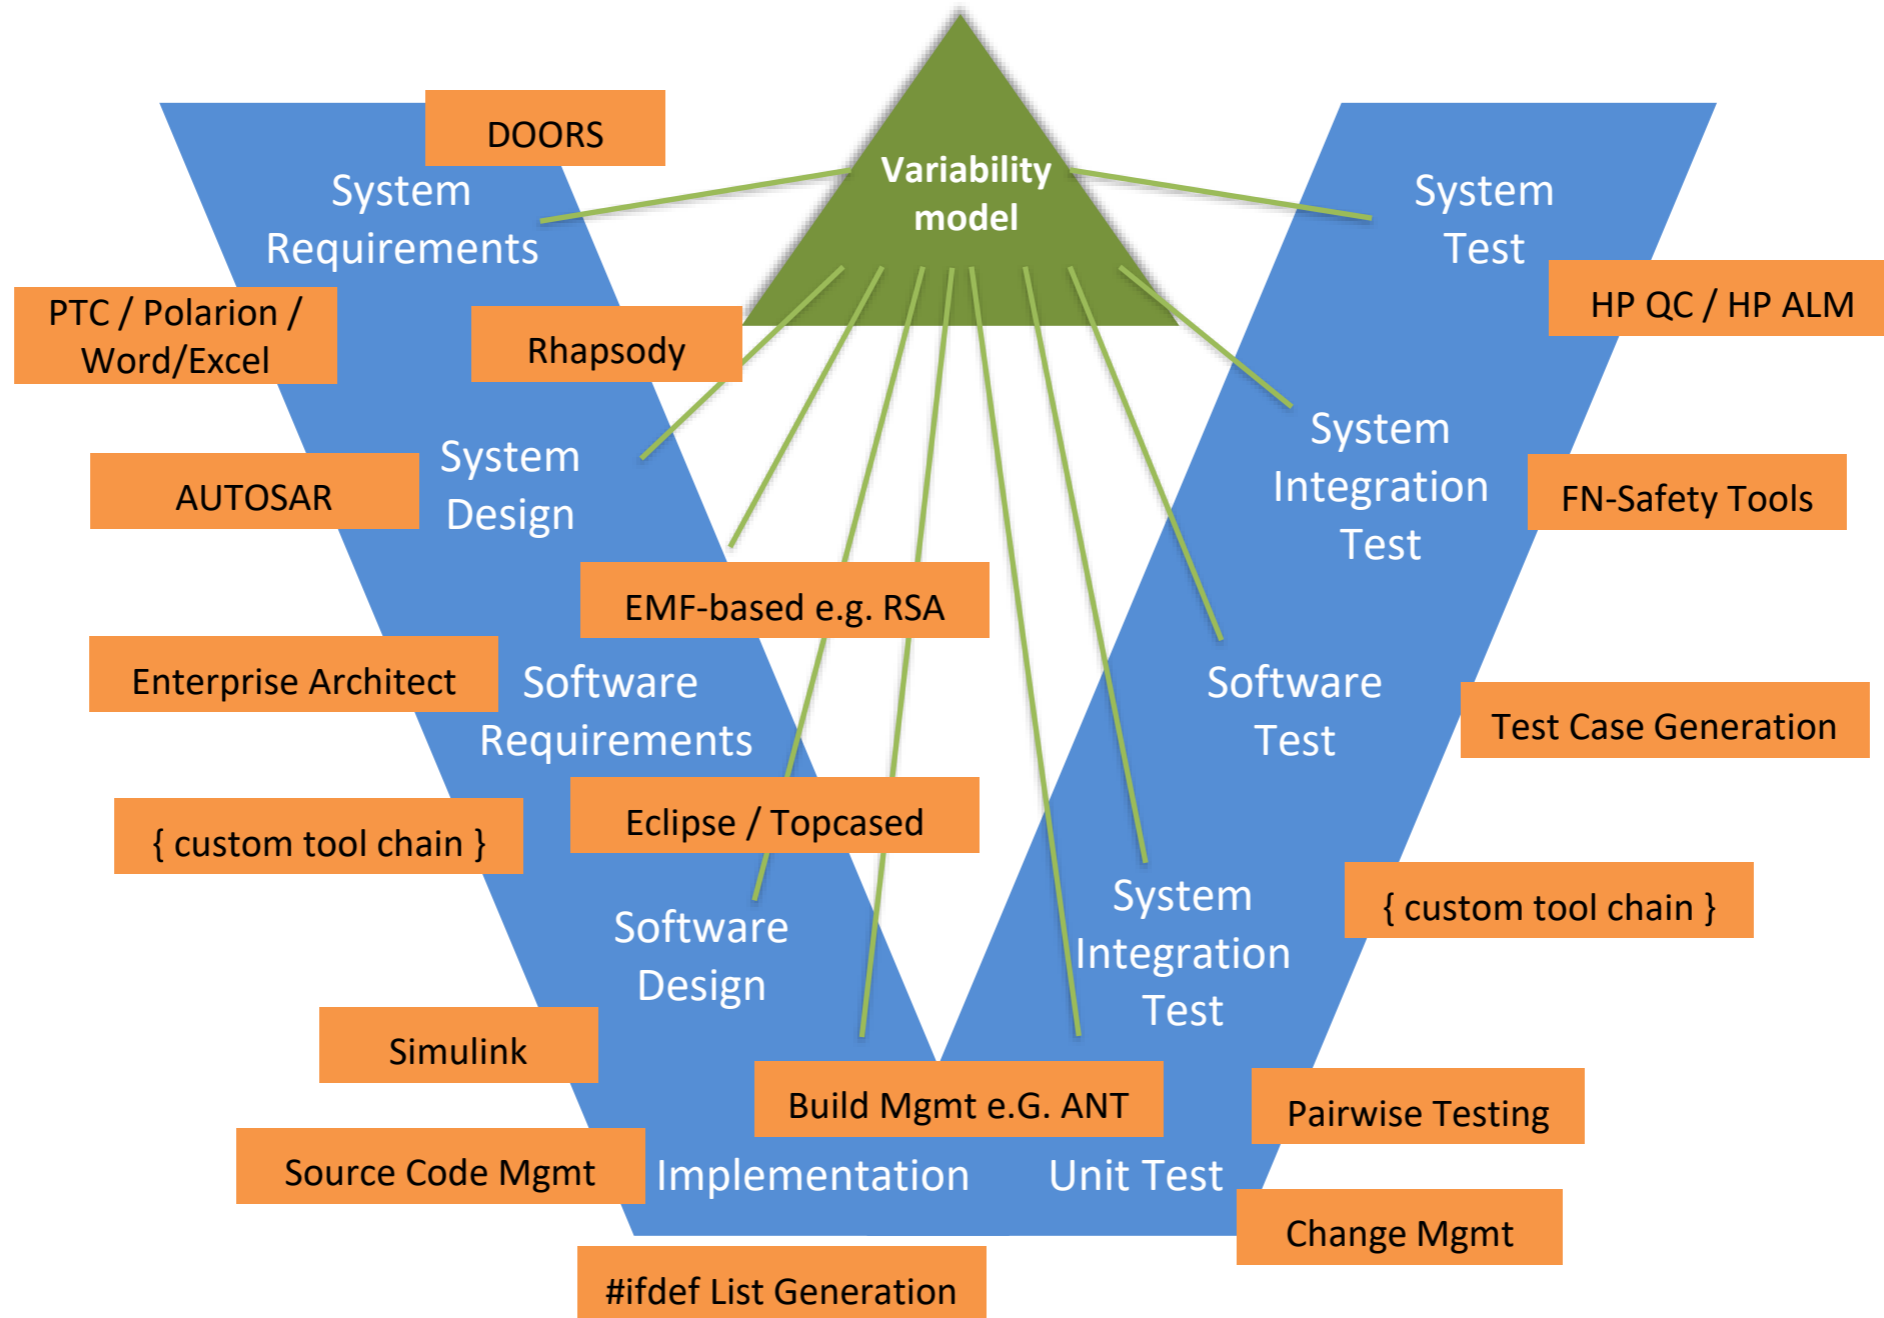 DOORS
Variability
model
System
Requirements
System
Test
PTC / Polarion /
Word/Excel
Rhapsody
HP QC / HP ALM
System
Design
AUTOSAR
System
Integration
Test
FN-Safety Tools
EMF-based e.g. RSA
Enterprise Architect
Software
Requirements
Software
Test
Test Case Generation
{ custom tool chain }
Eclipse / Topcased
Software
Design
System
Integration
Test
{ custom tool chain }
Simulink
Build Mgmt e.G. ANT
Pairwise Testing
Source Code Mgmt
Implementation
Unit Test
Change Mgmt
#ifdef List Generation